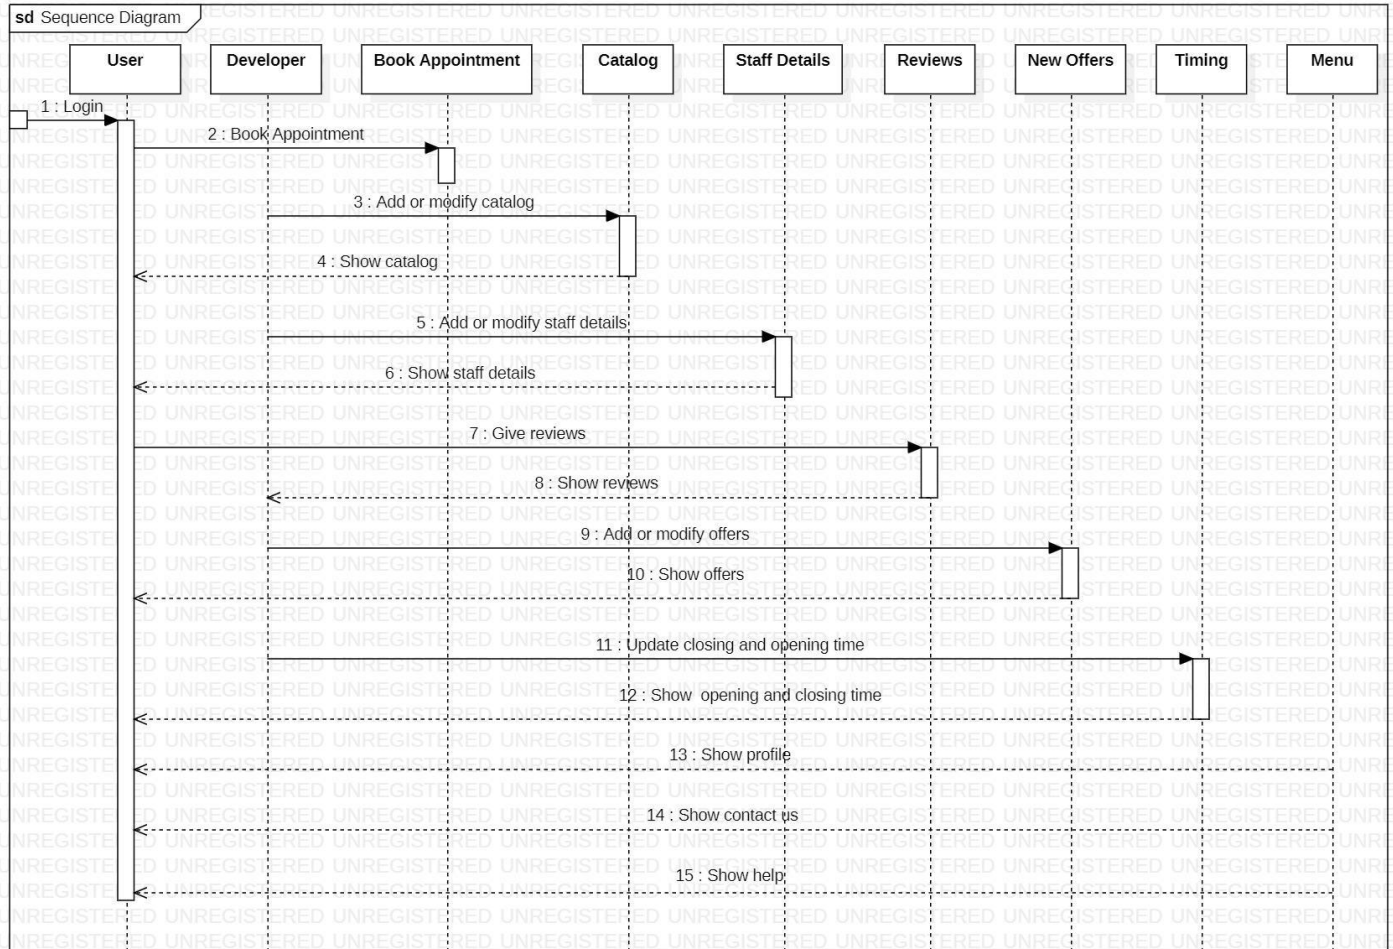 sd Sequence Diagram
User Developer Book Appointment Catalog Staff Details Reviews New Offers Timing Menu
1 : Login
2 : Book Appointment
3 : Add or modify catalog
4 : Show catalog
5 : Add or modify staff details
6 : Show staff details
7 : Give reviews
8 : Show reviews
9 : Add or modify offers
10 : Show offers
11 : Update closing and opening time
12 : Show  opening and closing time
13 : Show profile
14 : Show contact us
15 : Show help
UNREGISTERED